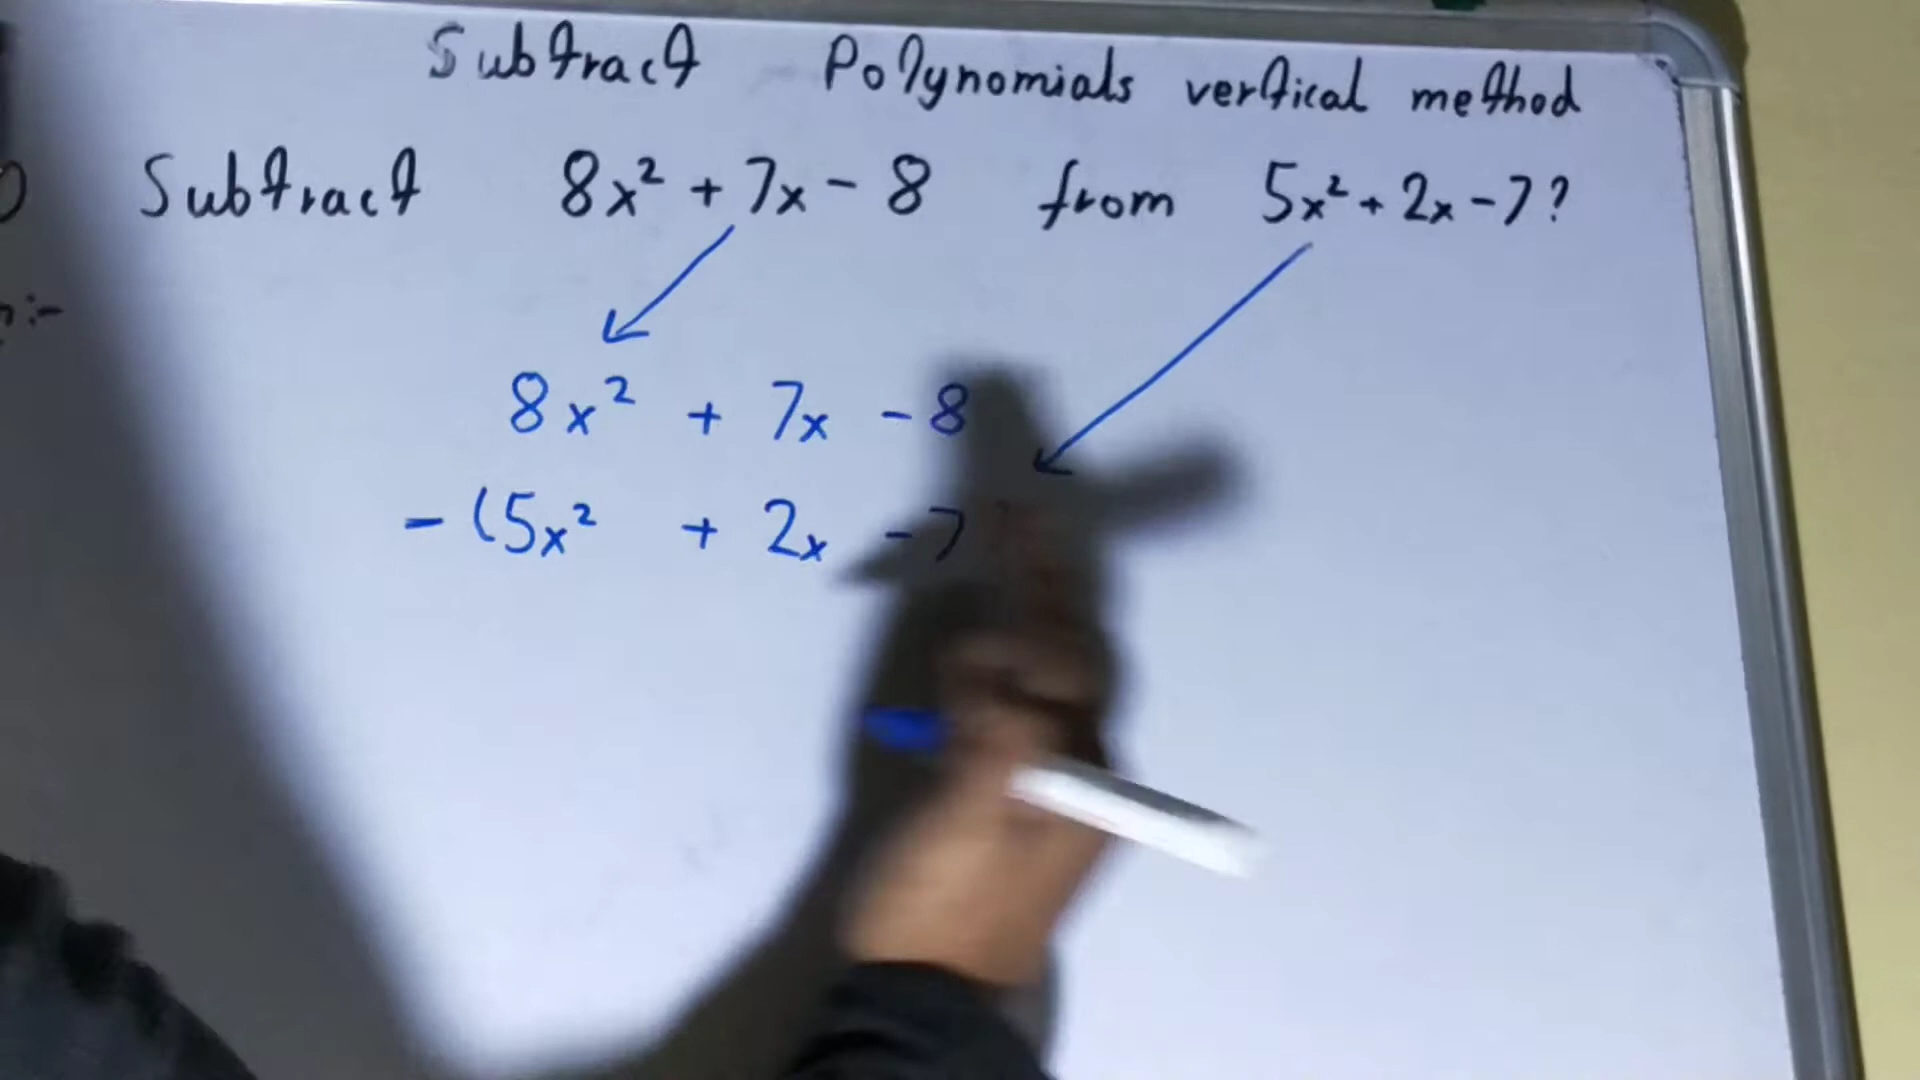 Subtract Polynomials vertical method
Subtract 8x² + 7x - 8 from 5x² + 2x - 7?
:-
8x² + 7x - 8
- (5x² + 2x - 7